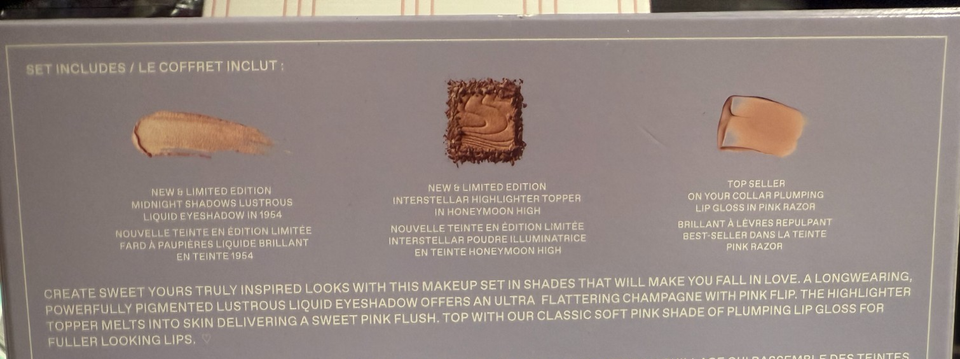 SET INCLUDES / LE COFFRET INCLUT :
NEW & LIMITED EDITION
MIDNIGHT SHADOWS LUSTROUS
LIQUID EYESHADOW IN 1954
NOUVELLE TEINTE EN ÉDITION LIMITÉE
FARD À PAUPIÈRES LIQUIDE BRILLANT
EN TEINTE 1954
NEW & LIMITED EDITION
INTERSTELLAR HIGHLIGHTER TOPPER
IN HONEYMOON HIGH
NOUVELLE TEINTE EN ÉDITION LIMITÉE
INTERSTELLAR POUDRE ILLUMINATRICE
EN TEINTE HONEYMOON HIGH
TOP SELLER
ON YOUR COLLAR PLUMPING
LIP GLOSS IN PINK RAZOR
BRILLANT À LÈVRES REPULPANT
BEST-SELLER DANS LA TEINTE
PINK RAZOR
CREATE SWEET YOURS TRULY INSPIRED LOOKS WITH THIS MAKEUP SET IN SHADES THAT WILL MAKE YOU FALL IN LOVE. A LONGWEARING,
POWERFULLY PIGMENTED LUSTROUS LIQUID EYESHADOW OFFERS AN ULTRA FLATTERING CHAMPAGNE WITH PINK FLIP. THE HIGHLIGHTER
TOPPER MELTS INTO SKIN DELIVERING A SWEET PINK FLUSH. TOP WITH OUR CLASSIC SOFT PINK SHADE OF PLUMPING LIP GLOSS FOR
FULLER LOOKING LIPS. ♡
QUI RASSEMBLE DES TEINTES